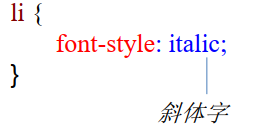 li {
font-style: italic;
}
斜体字